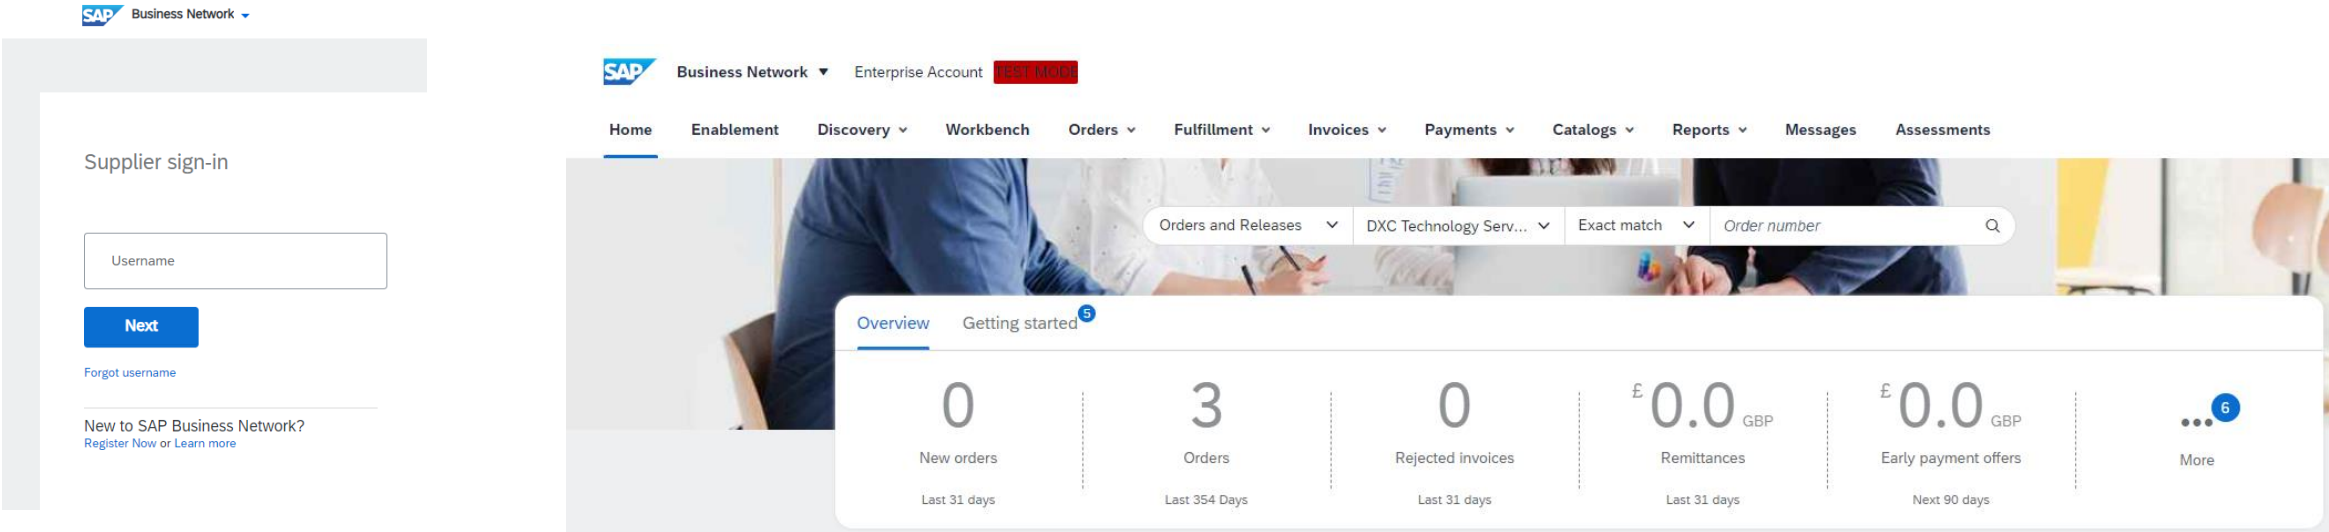 SAP Business Network
Supplier sign-in
Username
Next
Forgot username
New to SAP Business Network?
Register Now or Learn more
SAP Business Network Enterprise Account TEST MODE
Home Enablement Discovery Workbench Orders Fulfillment Invoices Payments Catalogs Reports Messages Assessments
Orders and Releases DXC Technology Serv... Exact match Order number
Overview Getting started 5
0 3 0 £ 0.0 GBP £ 0.0 GBP ... 6
New orders Orders Rejected invoices Remittances Early payment offers More
Last 31 days Last 354 Days Last 31 days Last 31 days Next 90 days